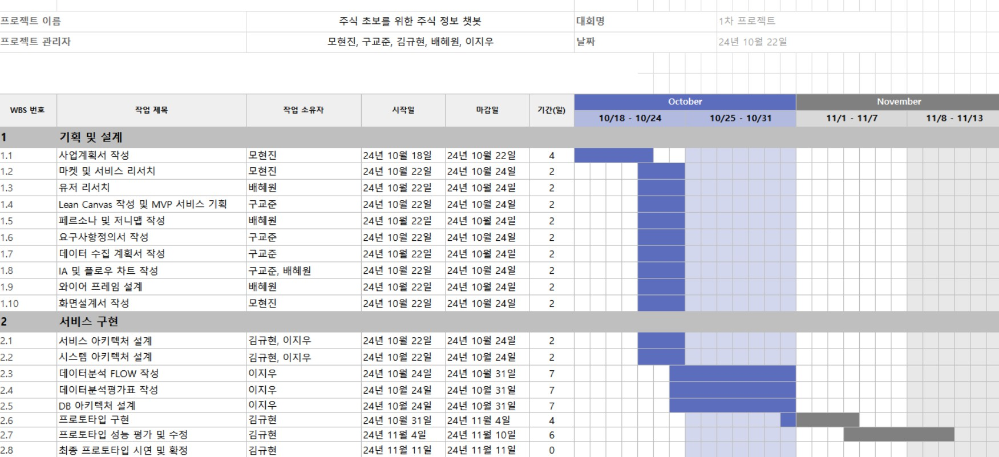 프로젝트 이름 주식 초보를 위한 주식 정보 챗봇 대회명 1차 프로젝트
프로젝트 관리자 모현진, 구교준, 김규현, 배혜원, 이지우 날짜 24년 10월 22일
WBS 번호 작업 제목 작업 소유자 시작일 마감일 기간(일) October November
10/18 - 10/24 10/25 - 10/31 11/1 - 11/7 11/8 - 11/13
1 기획 및 설계
1.1 사업계획서 작성 모현진 24년 10월 18일 24년 10월 22일 4
1.2 마켓 및 서비스 리서치 모현진 24년 10월 22일 24년 10월 24일 2
1.3 유저 리서치 배혜원 24년 10월 22일 24년 10월 24일 2
1.4 Lean Canvas 작성 및 MVP 서비스 기획 구교준 24년 10월 22일 24년 10월 24일 2
1.5 페르소나 및 저니맵 작성 배혜원 24년 10월 22일 24년 10월 24일 2
1.6 요구사항정의서 작성 구교준 24년 10월 22일 24년 10월 24일 2
1.7 데이터 수집 계획서 작성 구교준 24년 10월 22일 24년 10월 24일 2
1.8 IA 및 플로우 차트 작성 구교준, 배혜원 24년 10월 22일 24년 10월 24일 2
1.9 와이어 프레임 설계 배혜원 24년 10월 22일 24년 10월 24일 2
1.10 화면설계서 작성 모현진 24년 10월 22일 24년 10월 24일 2
2 서비스 구현
2.1 서비스 아키텍처 설계 김규현, 이지우 24년 10월 22일 24년 10월 24일 2
2.2 시스템 아키텍처 설계 김규현, 이지우 24년 10월 22일 24년 10월 24일 2
2.3 데이터분석 FLOW 작성 이지우 24년 10월 24일 24년 10월 31일 7
2.4 데이터분석평가표 작성 이지우 24년 10월 24일 24년 10월 31일 7
2.5 DB 아키텍처 설계 이지우 24년 10월 24일 24년 10월 31일 7
2.6 프로토타입 구현 김규현 24년 10월 31일 24년 11월 4일 4
2.7 프로토타입 성능 평가 및 수정 김규현 24년 11월 4일 24년 11월 10일 6
2.8 최종 프로토타입 시연 및 확정 김규현 24년 11월 11일 24년 11월 11일 0